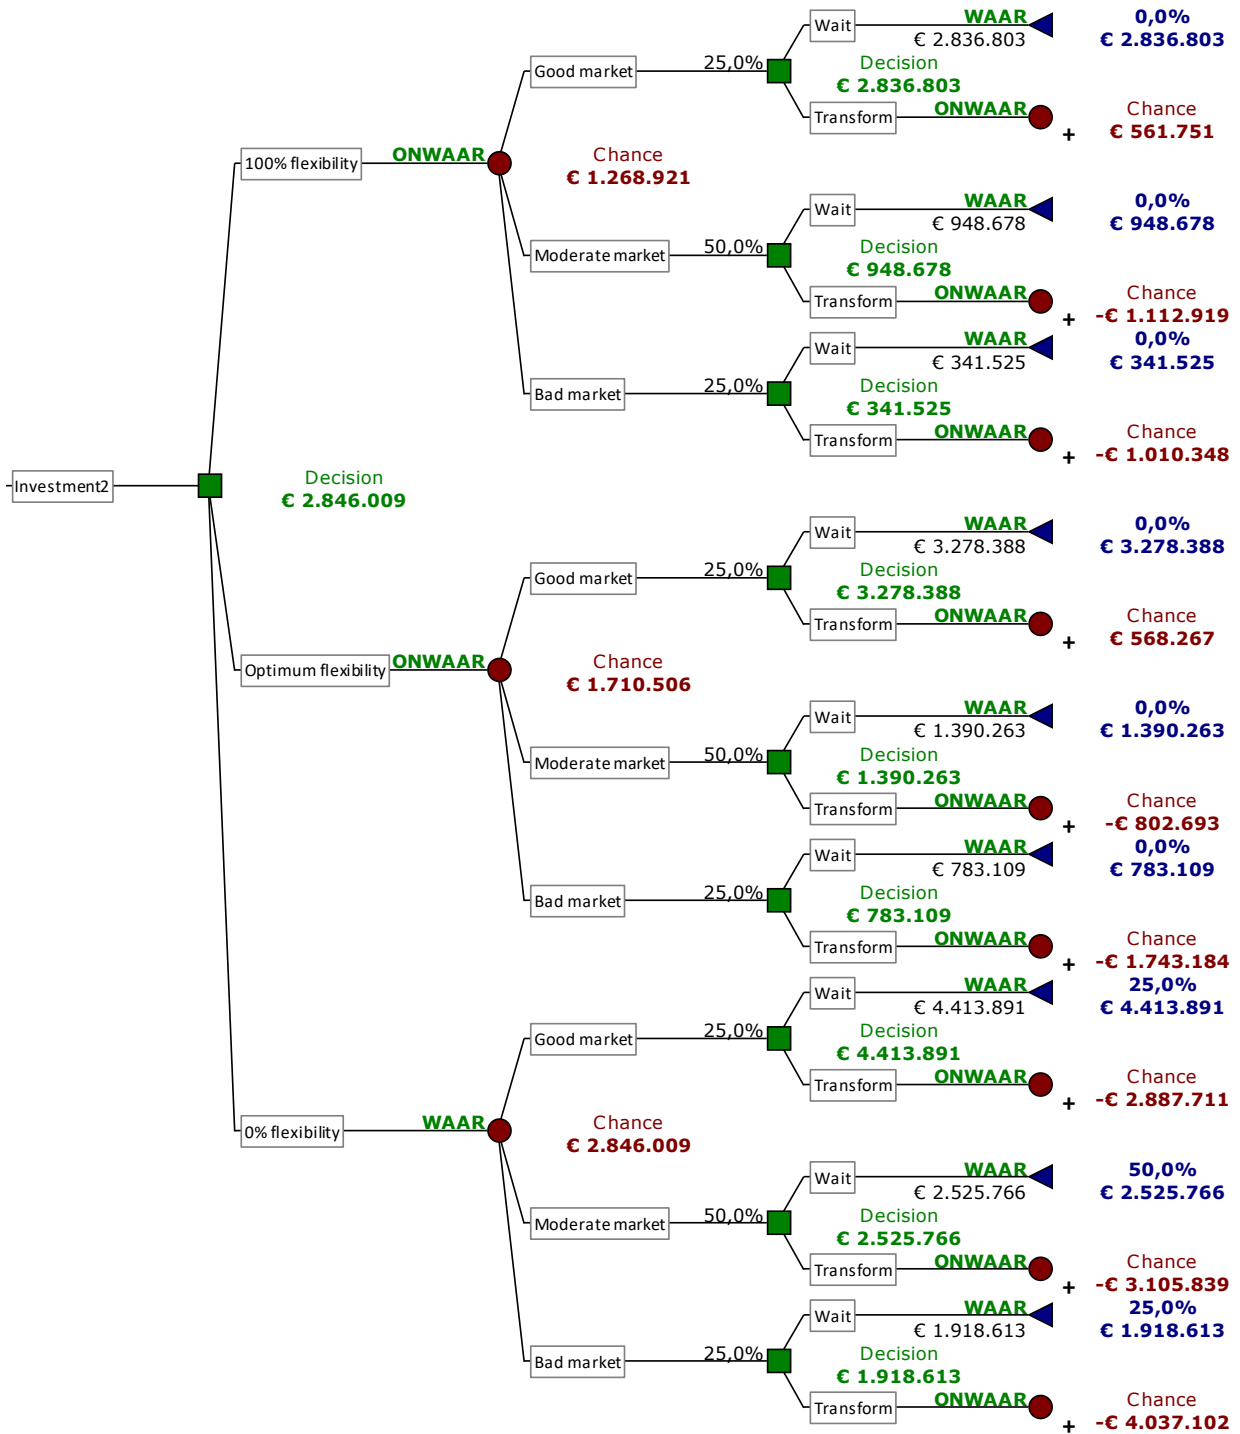 Wait
WAAR
0,0%
€ 2.836.803
€ 2.836.803
Good market
25,0%
Decision
€ 2.836.803
Transform
ONWAAR
Chance
+
€ 561.751
100% flexibility
ONWAAR
Chance
€ 1.268.921
Wait
WAAR
0,0%
€ 948.678
€ 948.678
Moderate market
50,0%
Decision
€ 948.678
Transform
ONWAAR
Chance
+
-€ 1.112.919
Wait
WAAR
0,0%
€ 341.525
€ 341.525
Bad market
25,0%
Decision
€ 341.525
Transform
ONWAAR
Chance
+
-€ 1.010.348
Investment2
Decision
€ 2.846.009
Wait
WAAR
0,0%
€ 3.278.388
€ 3.278.388
Good market
25,0%
Decision
€ 3.278.388
Transform
ONWAAR
Chance
+
€ 568.267
Optimum flexibility
ONWAAR
Chance
€ 1.710.506
Wait
WAAR
0,0%
€ 1.390.263
€ 1.390.263
Moderate market
50,0%
Decision
€ 1.390.263
Transform
ONWAAR
Chance
+
-€ 802.693
Wait
WAAR
0,0%
€ 783.109
€ 783.109
Bad market
25,0%
Decision
€ 783.109
Transform
ONWAAR
Chance
+
-€ 1.743.184
Wait
WAAR
25,0%
€ 4.413.891
€ 4.413.891
Good market
25,0%
Decision
€ 4.413.891
Transform
ONWAAR
Chance
+
-€ 2.887.711
0% flexibility
WAAR
Chance
€ 2.846.009
Wait
WAAR
50,0%
€ 2.525.766
€ 2.525.766
Moderate market
50,0%
Decision
€ 2.525.766
Transform
ONWAAR
Chance
+
-€ 3.105.839
Wait
WAAR
25,0%
€ 1.918.613
€ 1.918.613
Bad market
25,0%
Decision
€ 1.918.613
Transform
ONWAAR
Chance
+
-€ 4.037.102